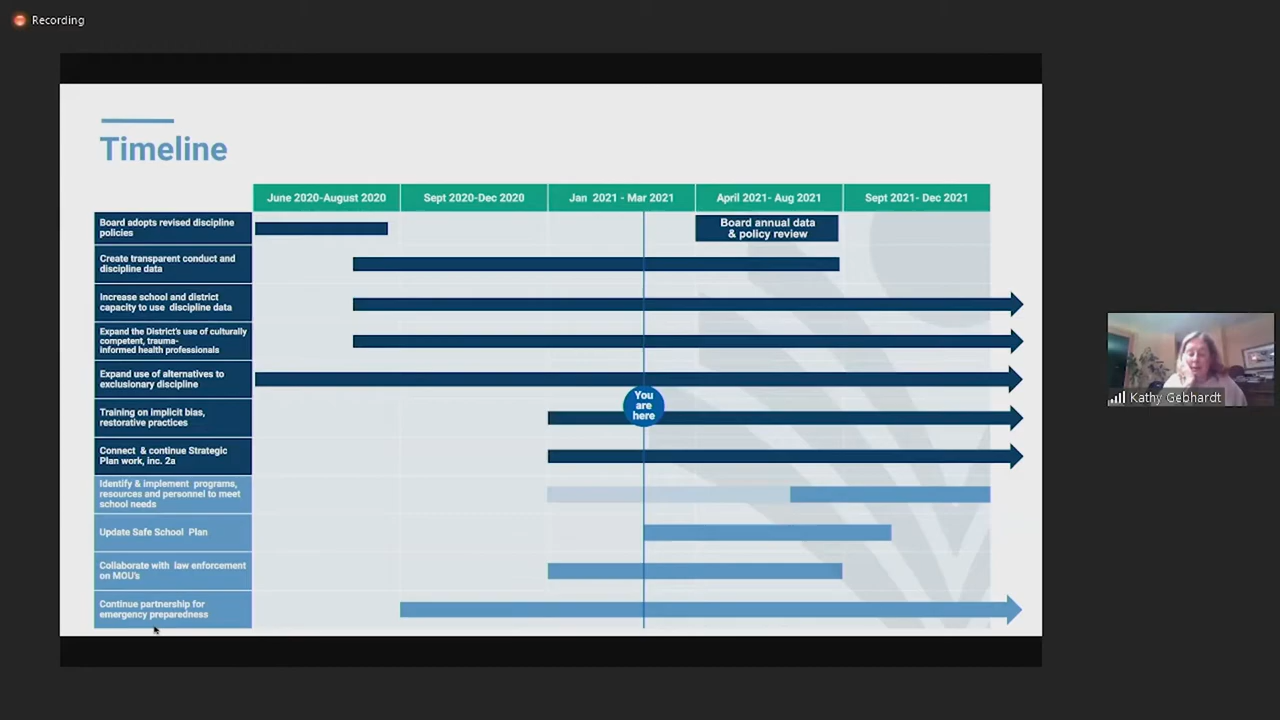 Recording
Timeline
June 2020-August 2020
Sept 2020-Dec 2020
Jan 2021 - Mar 2021
April 2021- Aug 2021
Sept 2021- Dec 2021
Board adopts revised discipline
policies
Board annual data
& policy review
Create transparent conduct and
discipline data
Increase school and district
capacity to use discipline data
Expand the District's use of culturally
competent, trauma-
informed health professionals
Expand use of alternatives to
exclusionary discipline
You
are
here
Training on implicit bias,
restorative practices
Connect & continue Strategic
Plan work, inc. 2a
Identify & implement programs,
resources and personnel to meet
school needs
Update Safe School Plan
Collaborate with law enforcement
on MOU's
Continue partnership for
emergency preparedness
Kathy Gebhardt